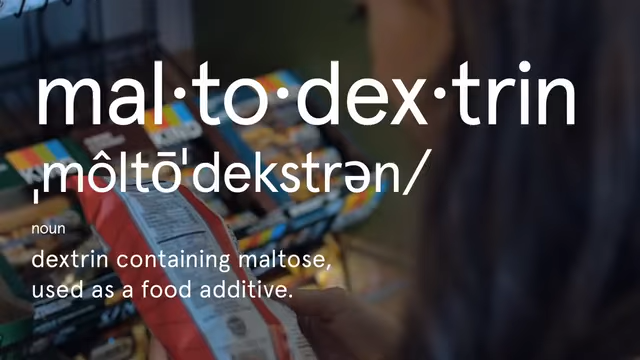 mal·to·dex·trin
ˌmôltōˈdekstrən/
noun
dextrin containing maltose,
used as a food additive.